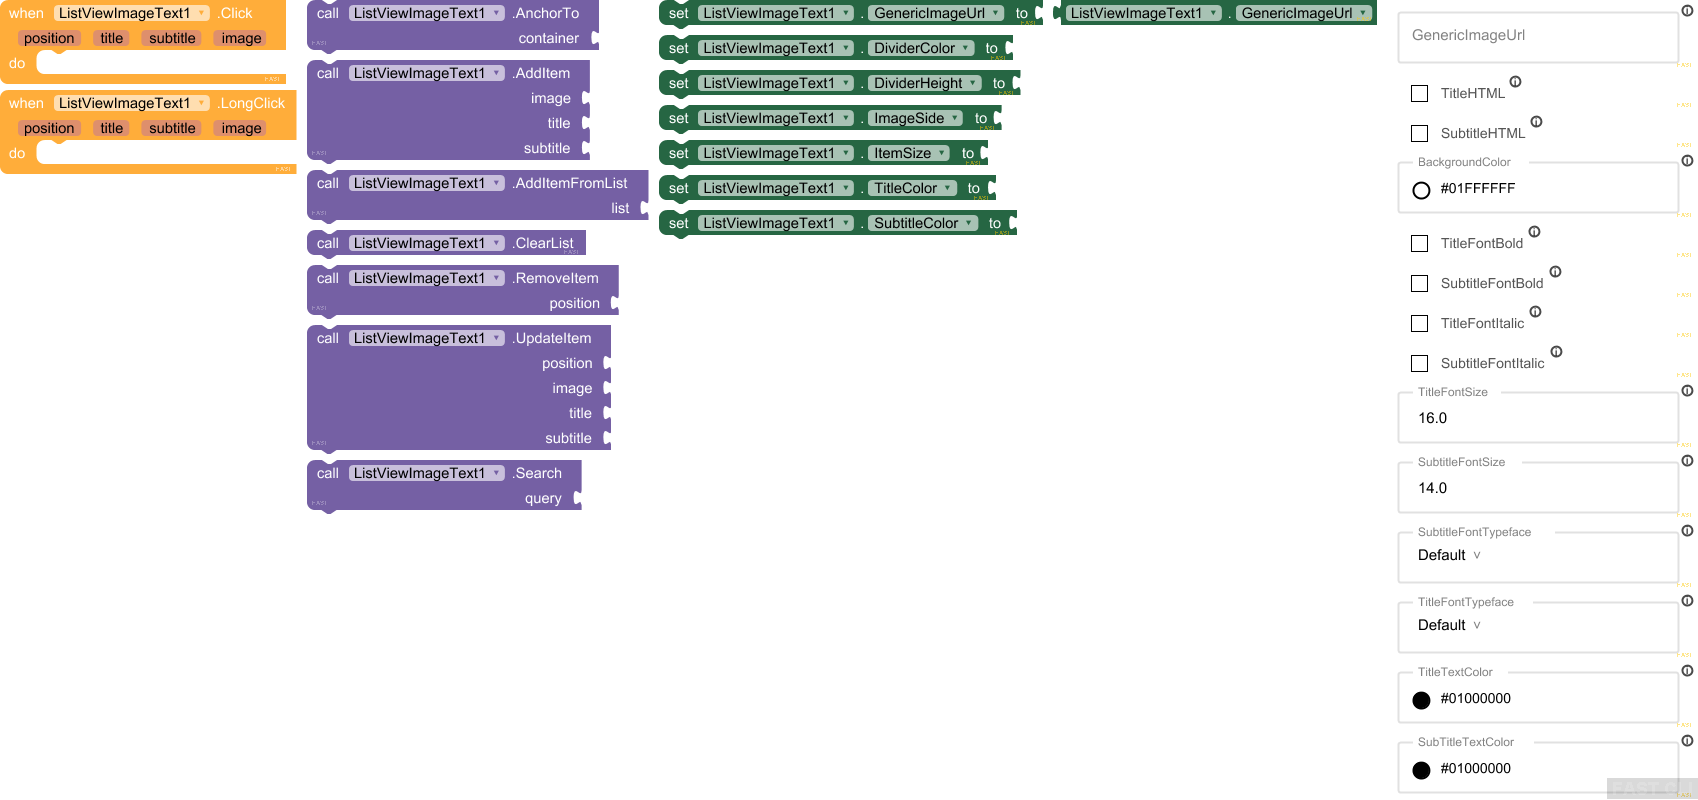 when ListViewImageText1 .Click
position title subtitle image
do
when ListViewImageText1 .LongClick
position title subtitle image
do
call ListViewImageText1 .AnchorTo
container
call ListViewImageText1 .AddItem
image
title
subtitle
call ListViewImageText1 .AddItemFromList
list
call ListViewImageText1 .ClearList
call ListViewImageText1 .RemoveItem
position
call ListViewImageText1 .UpdateItem
position
image
title
subtitle
call ListViewImageText1 .Search
query
set ListViewImageText1 . GenericImageUrl to
set ListViewImageText1 . DividerColor to
set ListViewImageText1 . DividerHeight to
set ListViewImageText1 . ImageSide to
set ListViewImageText1 . ItemSize to
set ListViewImageText1 . TitleColor to
set ListViewImageText1 . SubtitleColor to
ListViewImageText1 . GenericImageUrl
GenericImageUrl
TitleHTML
SubtitleHTML
BackgroundColor
#01FFFFFF
TitleFontBold
SubtitleFontBold
TitleFontItalic
SubtitleFontItalic
TitleFontSize
16.0
SubtitleFontSize
14.0
SubtitleFontTypeface
Default
TitleFontTypeface
Default
TitleTextColor
#01000000
SubTitleTextColor
#01000000